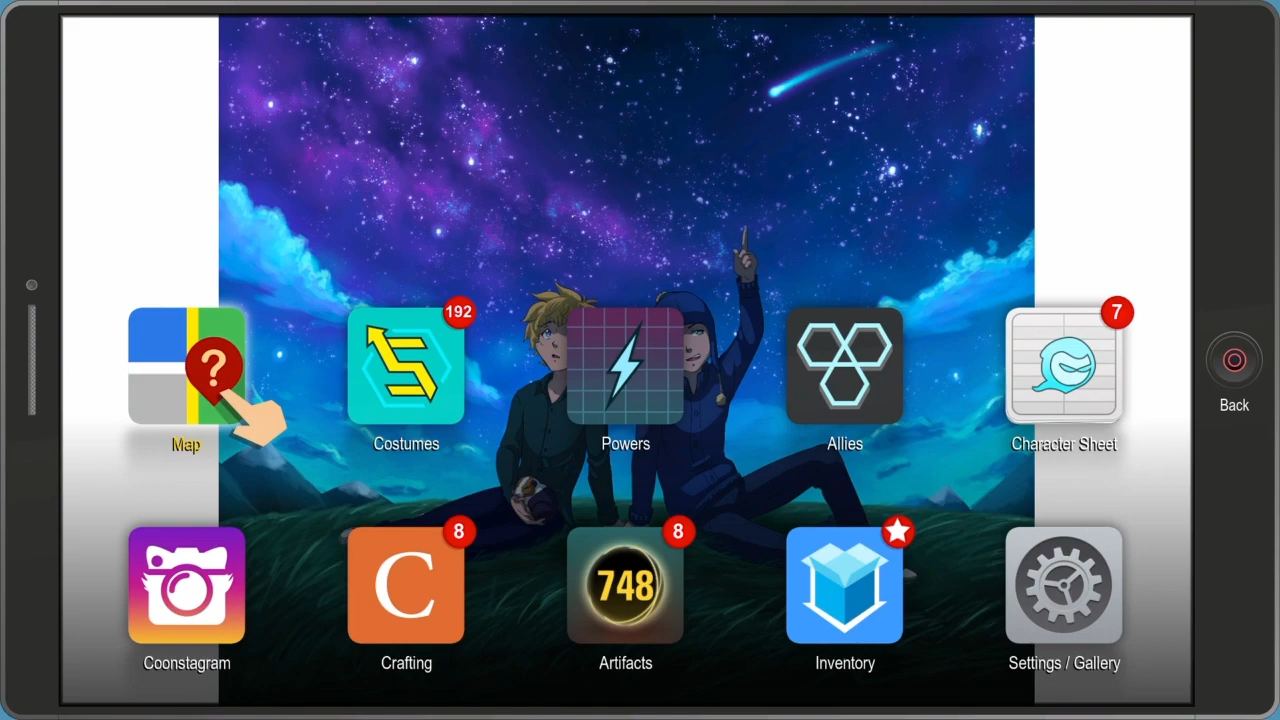 192
7
?
Map
Costumes
Powers
Allies
Character Sheet
Back
8
8
C
748
Coonstagram
Crafting
Artifacts
Inventory
Settings / Gallery